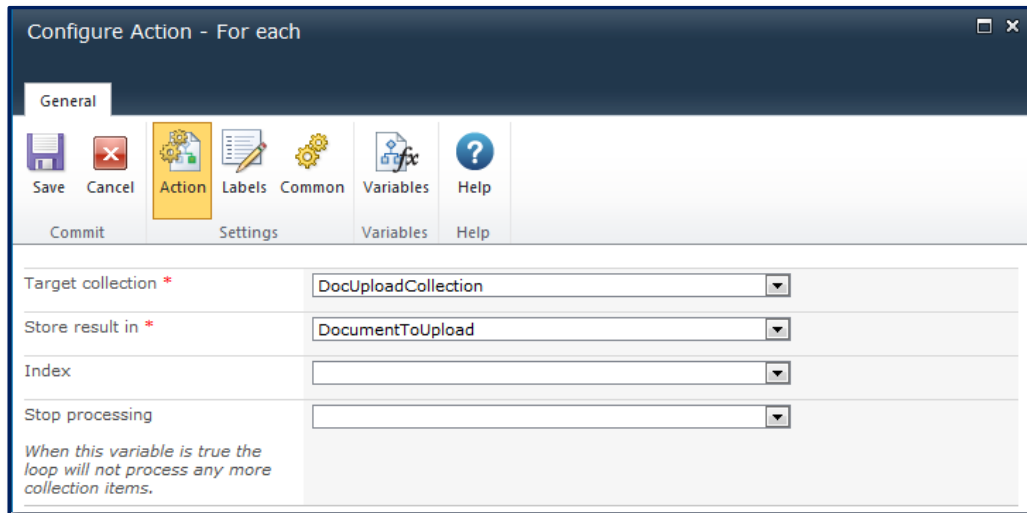 Configure Action - For each
General
Save Cancel Action Labels Common Variables Help
Commit Settings Variables Help
Target collection * DocUploadCollection
Store result in * DocumentToUpload
Index
Stop processing
When this variable is true the
loop will not process any more
collection items.